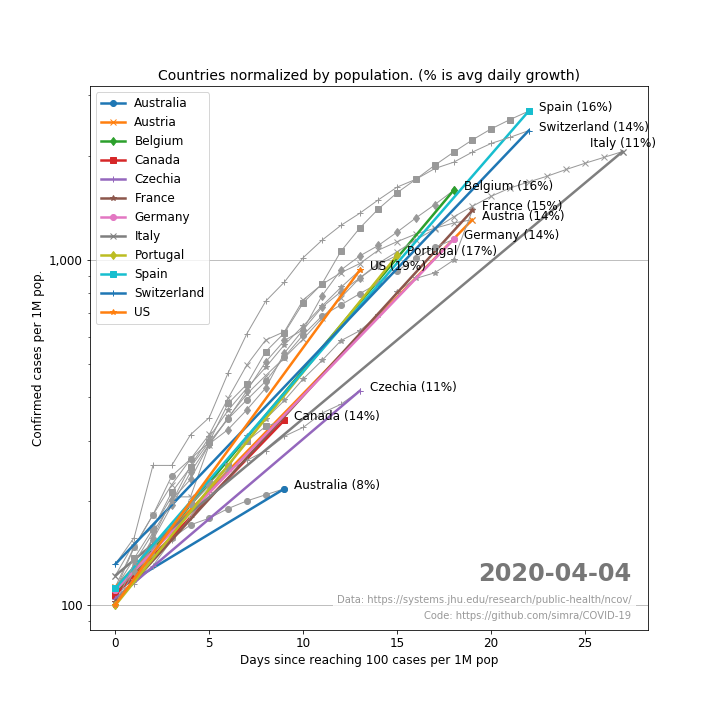 Countries normalized by population. (% is avg daily growth)
Australia
Austria
Belgium
Canada
Czechia
France
Germany
Italy
Portugal
Spain
Switzerland
US
Spain (16%)
Switzerland (14%)
Italy (11%)
Belgium (16%)
France (15%)
Austria (14%)
Germany (14%)
Portugal (17%)
US (19%)
Czechia (11%)
Canada (14%)
Australia (8%)
1,000
100
Confirmed cases per 1M pop.
2020-04-04
Data: https://systems.jhu.edu/research/public-health/ncov/
Code: https://github.com/simra/COVID-19
0 5 10 15 20 25
Days since reaching 100 cases per 1M pop